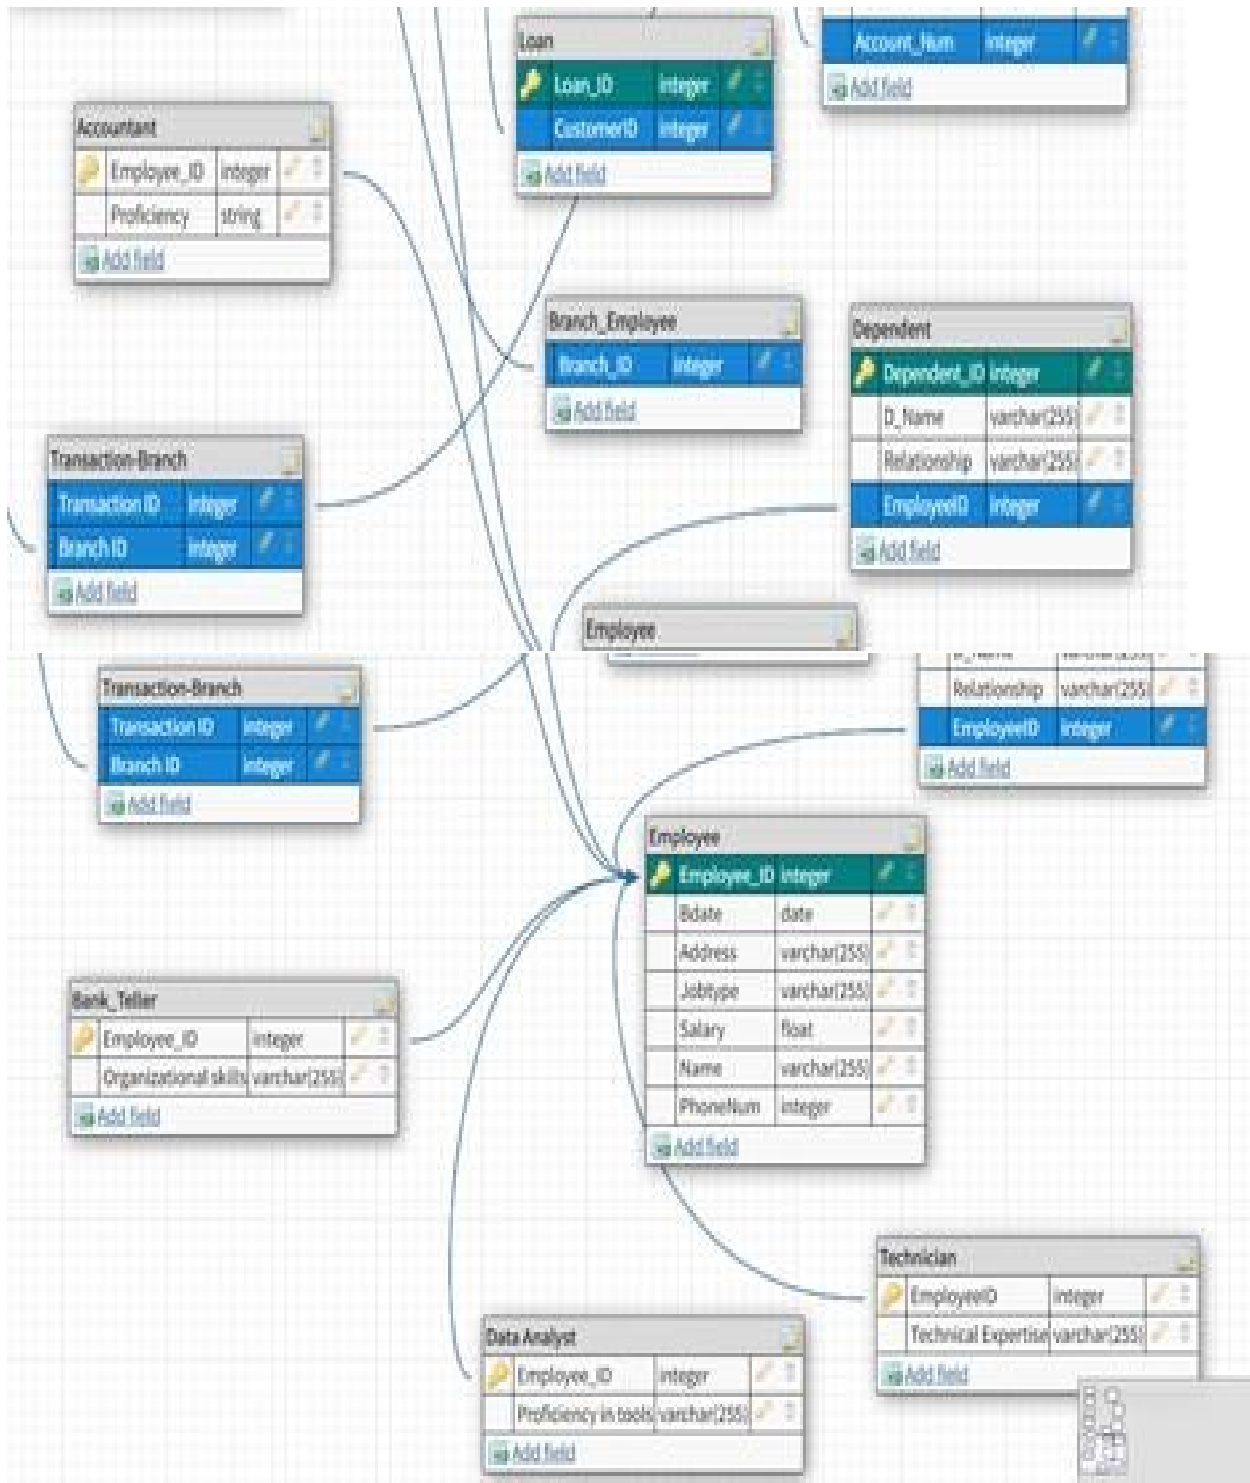 Loan
Loan_ID integer
CustomerID integer
Add field
Account_Num integer
Add field
Accountant
Employee_ID integer
Proficiency string
Add field
Branch_Employee
Branch_ID integer
Add field
Dependent
Dependent_ID integer
D_Name varchar(255)
Relationship varchar(255)
EmployeeID integer
Add field
Transaction-Branch
Transaction ID integer
Branch ID integer
Add field
Employee
Transaction-Branch
Transaction ID integer
Branch ID integer
Add field
Relationship varchar(255)
EmployeeID integer
Add field
Employee
Employee_ID integer
Bdate date
Address varchar(255)
Jobtype varchar(255)
Salary float
Name varchar(255)
PhoneNum integer
Add field
Bank_Teller
Employee_ID integer
Organizational skills varchar(255)
Add field
Technician
EmployeeID integer
Technical Expertise varchar(255)
Add field
Data Analyst
Employee_ID integer
Proficiency in tools varchar(255)
Add field